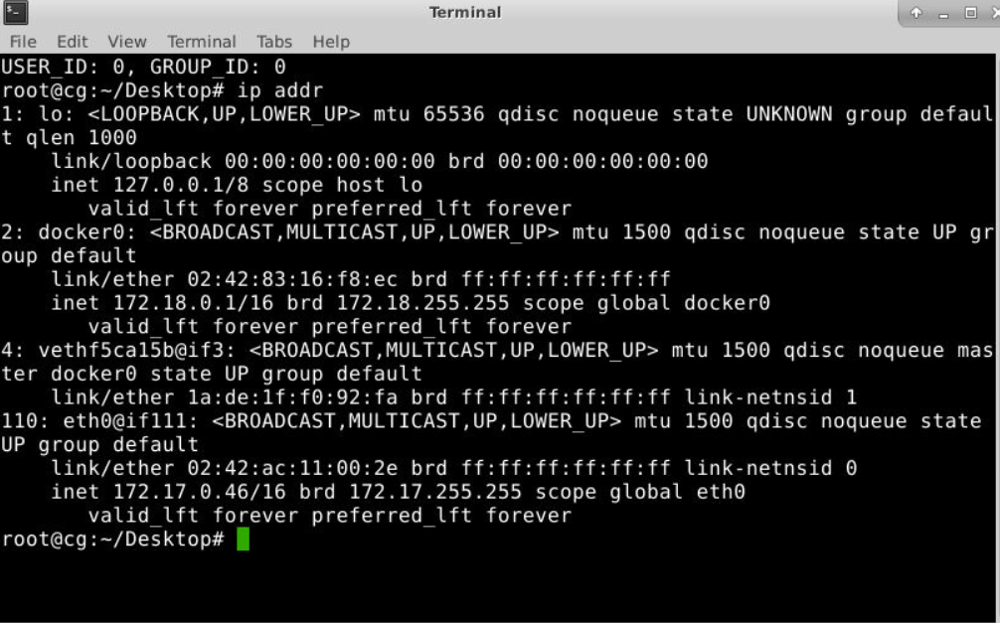 Terminal
File Edit View Terminal Tabs Help
USER_ID: 0, GROUP_ID: 0
root@cg:~/Desktop# ip addr
1: lo: <LOOPBACK,UP,LOWER_UP> mtu 65536 qdisc noqueue state UNKNOWN group defaul
t qlen 1000
    link/loopback 00:00:00:00:00:00 brd 00:00:00:00:00:00
    inet 127.0.0.1/8 scope host lo
       valid_lft forever preferred_lft forever
2: docker0: <BROADCAST,MULTICAST,UP,LOWER_UP> mtu 1500 qdisc noqueue state UP gr
oup default
    link/ether 02:42:83:16:f8:ec brd ff:ff:ff:ff:ff:ff
    inet 172.18.0.1/16 brd 172.18.255.255 scope global docker0
       valid_lft forever preferred_lft forever
4: vethf5ca15b@if3: <BROADCAST,MULTICAST,UP,LOWER_UP> mtu 1500 qdisc noqueue mas
ter docker0 state UP group default
    link/ether 1a:de:1f:f0:92:fa brd ff:ff:ff:ff:ff:ff link-netnsid 1
110: eth0@if111: <BROADCAST,MULTICAST,UP,LOWER_UP> mtu 1500 qdisc noqueue state
UP group default
    link/ether 02:42:ac:11:00:2e brd ff:ff:ff:ff:ff:ff link-netnsid 0
    inet 172.17.0.46/16 brd 172.17.255.255 scope global eth0
       valid_lft forever preferred_lft forever
root@cg:~/Desktop#